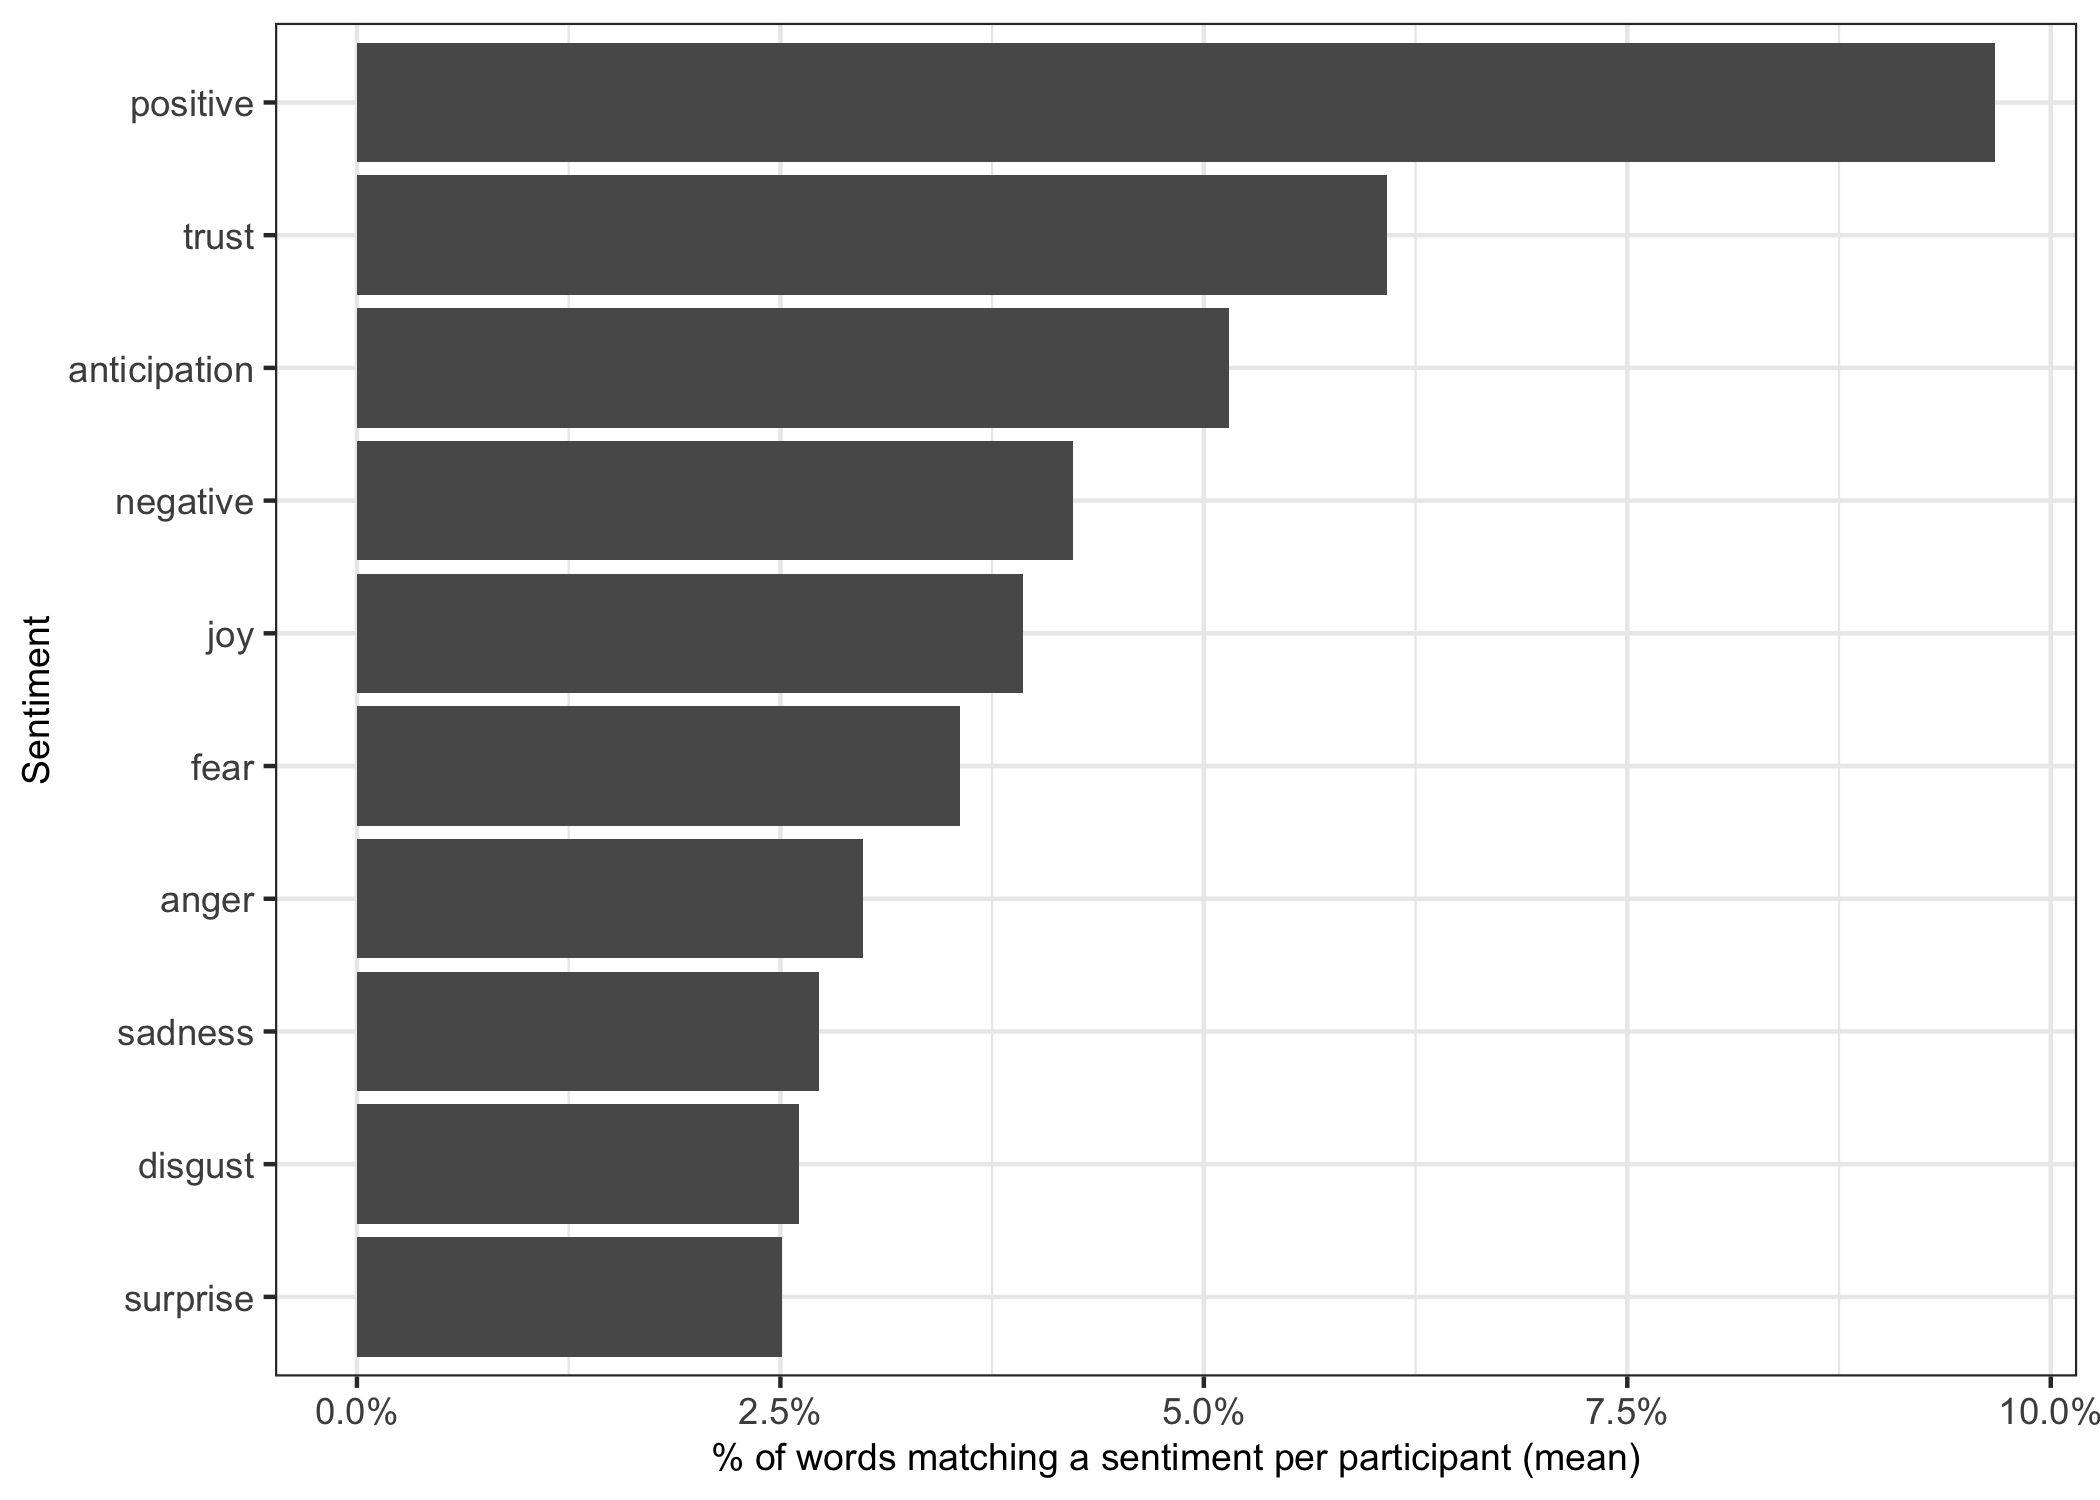 positive
trust
anticipation
negative
joy
fear
anger
sadness
disgust
surprise
Sentiment
0.0% 2.5% 5.0% 7.5% 10.0%
% of words matching a sentiment per participant (mean)